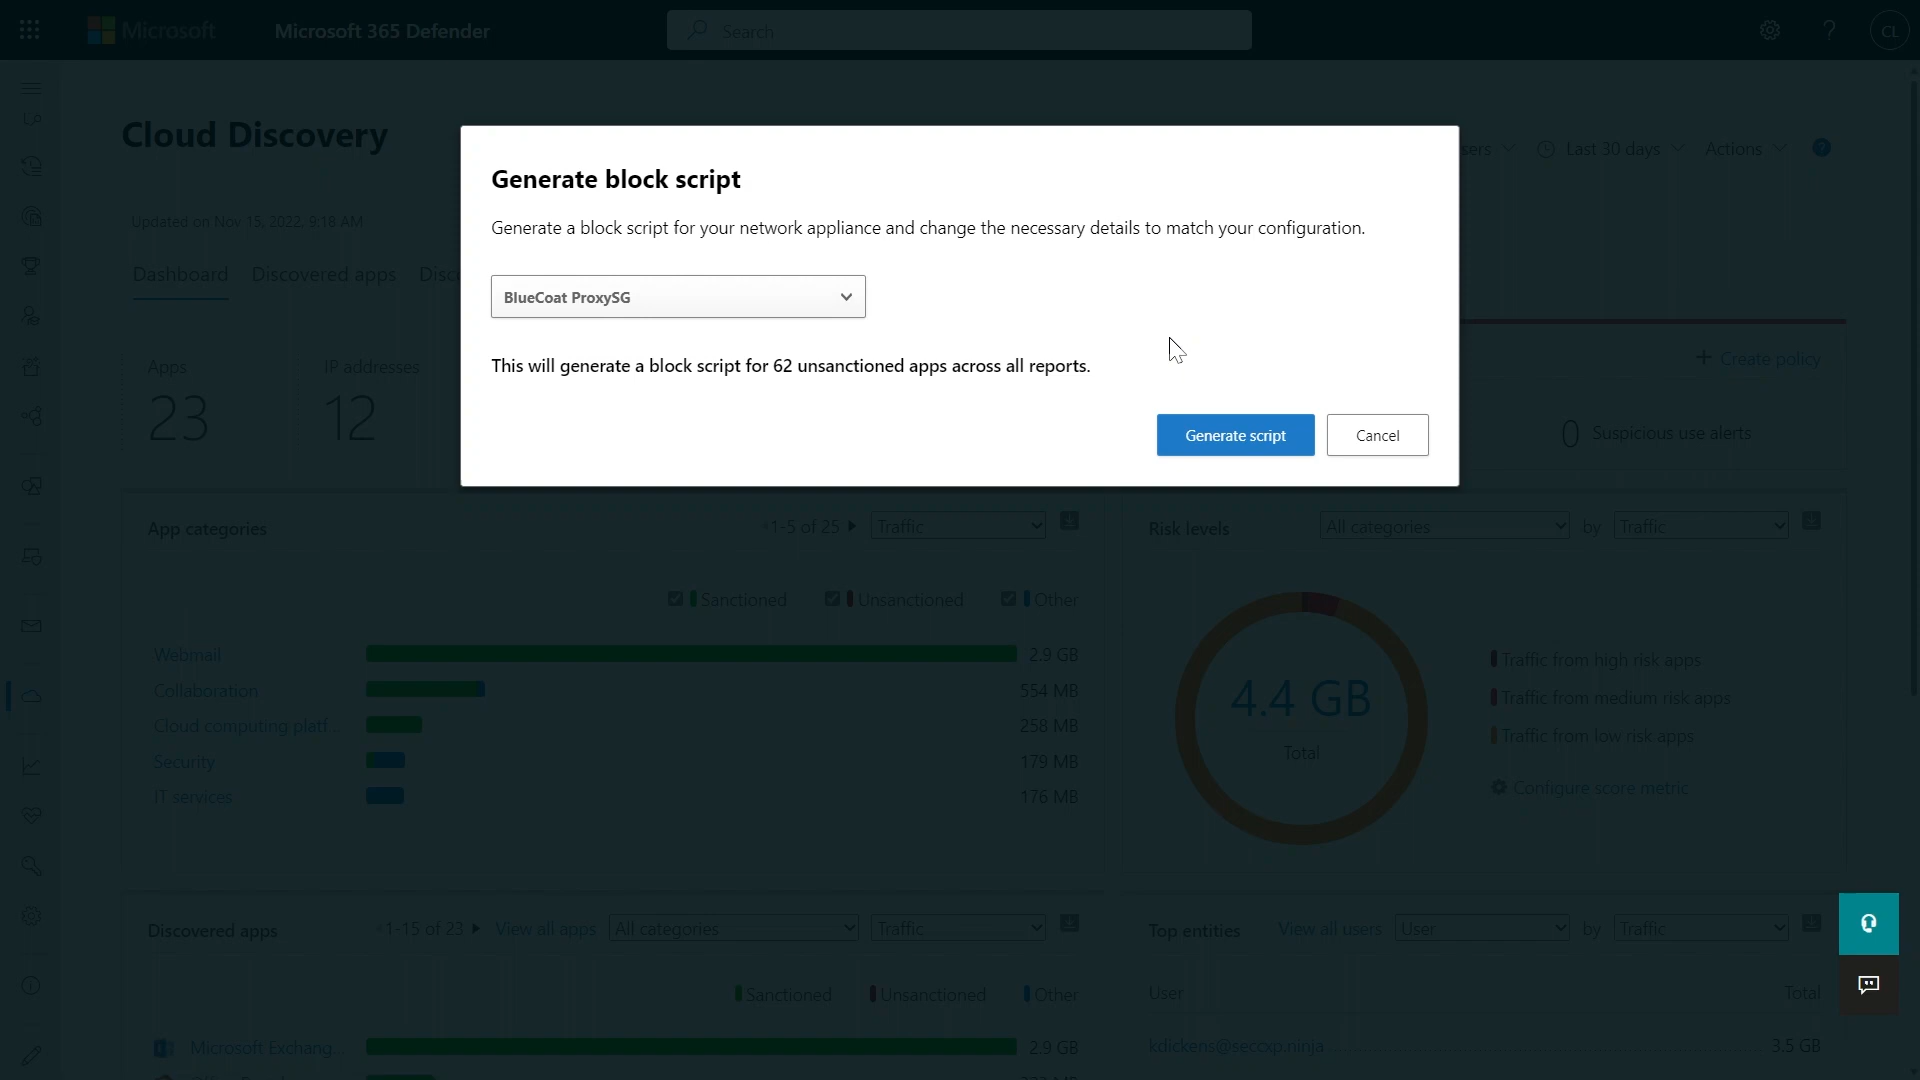 Microsoft
Microsoft 365 Defender
Search
CL
Cloud Discovery
Last 30 days
Actions
?
Updated on Nov 15, 2022, 9:18 AM
Dashboard
Discovered apps
Generate block script
Generate a block script for your network appliance and change the necessary details to match your configuration.
BlueCoat ProxySG
This will generate a block script for 62 unsanctioned apps across all reports.
Generate script
Cancel
Apps
23
IP addresses
12
+ Create policy
0 Suspicious use alerts
App categories
1-5 of 25
Traffic
Sanctioned
Unsanctioned
Other
Webmail
2.9 GB
Collaboration
554 MB
Cloud computing platf...
258 MB
Security
179 MB
IT services
176 MB
Risk levels
All categories
by
Traffic
4.4 GB
Total
Traffic from high risk apps
Traffic from medium risk apps
Traffic from low risk apps
Configure score metric
Discovered apps
1-15 of 23
View all apps
All categories
Traffic
Sanctioned
Unsanctioned
Other
Microsoft Exchang...
2.9 GB
Top entities
View all users
User
by
Traffic
User
Total
kdickens@seccxp.ninja
3.5 GB